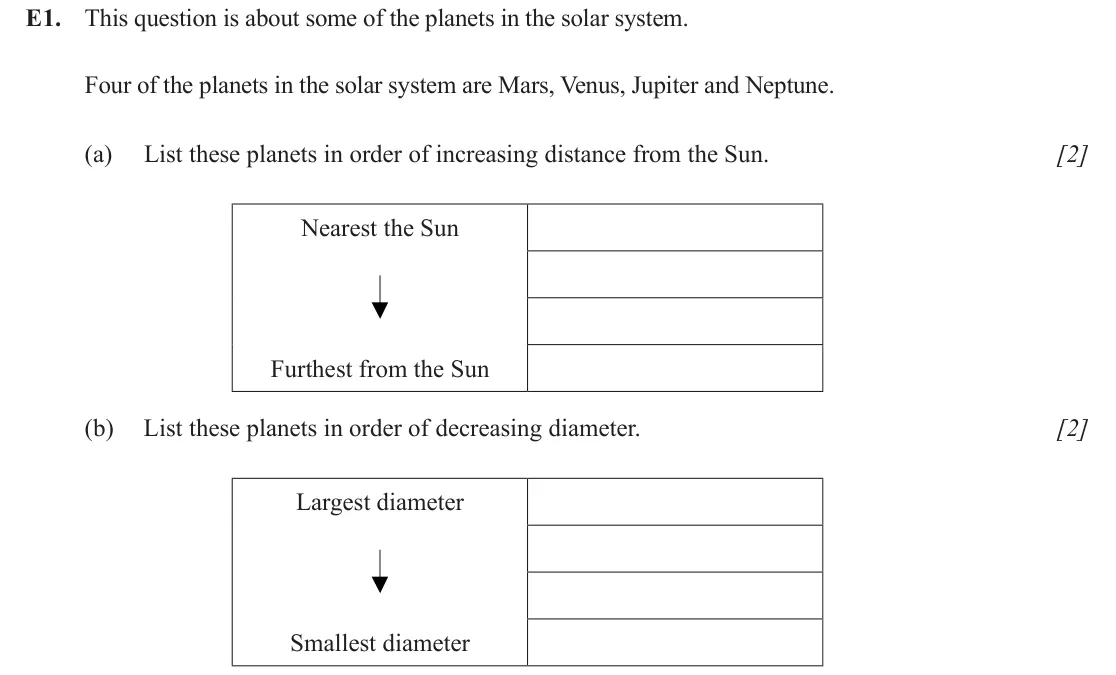 E1. This question is about some of the planets in the solar system.
Four of the planets in the solar system are Mars, Venus, Jupiter and Neptune.
(a) List these planets in order of increasing distance from the Sun. [2]
Nearest the Sun
Furthest from the Sun
(b) List these planets in order of decreasing diameter. [2]
Largest diameter
Smallest diameter